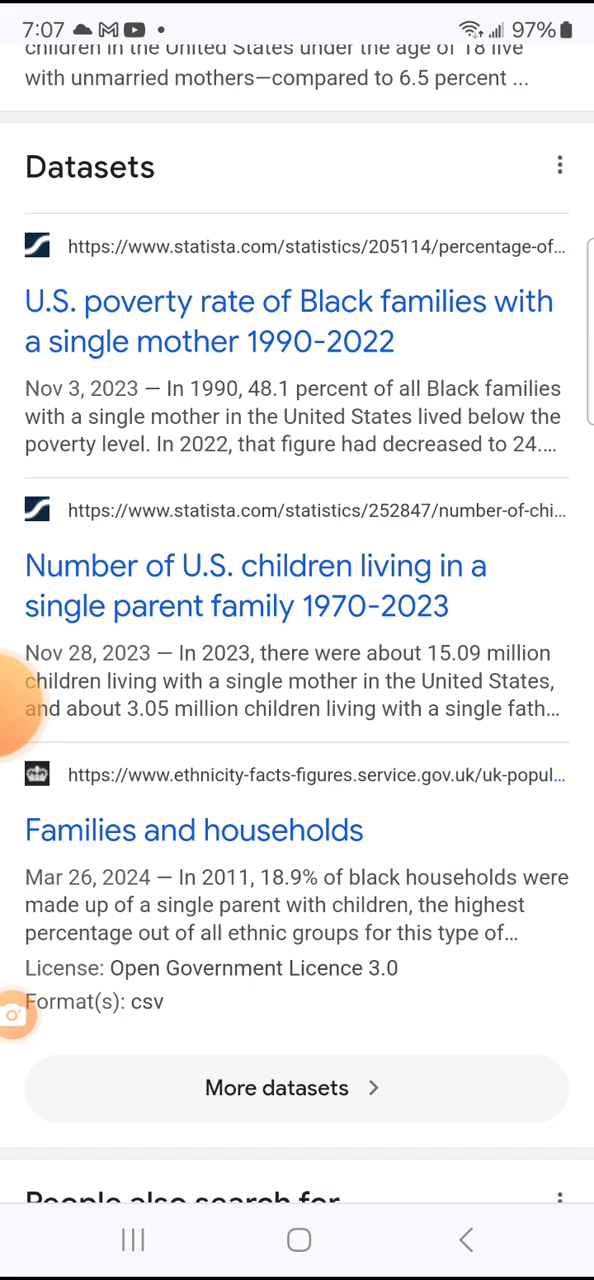 7:07 97%
children in the United States under the age of 18 live
with unmarried mothers—compared to 6.5 percent ...
Datasets
https://www.statista.com/statistics/205114/percentage-of...
U.S. poverty rate of Black families with
a single mother 1990-2022
Nov 3, 2023 — In 1990, 48.1 percent of all Black families
with a single mother in the United States lived below the
poverty level. In 2022, that figure had decreased to 24....
https://www.statista.com/statistics/252847/number-of-chi...
Number of U.S. children living in a
single parent family 1970-2023
Nov 28, 2023 — In 2023, there were about 15.09 million
children living with a single mother in the United States,
and about 3.05 million children living with a single fath...
https://www.ethnicity-facts-figures.service.gov.uk/uk-popul...
Families and households
Mar 26, 2024 — In 2011, 18.9% of black households were
made up of a single parent with children, the highest
percentage out of all ethnic groups for this type of...
License: Open Government Licence 3.0
Format(s): csv
More datasets
People also search for